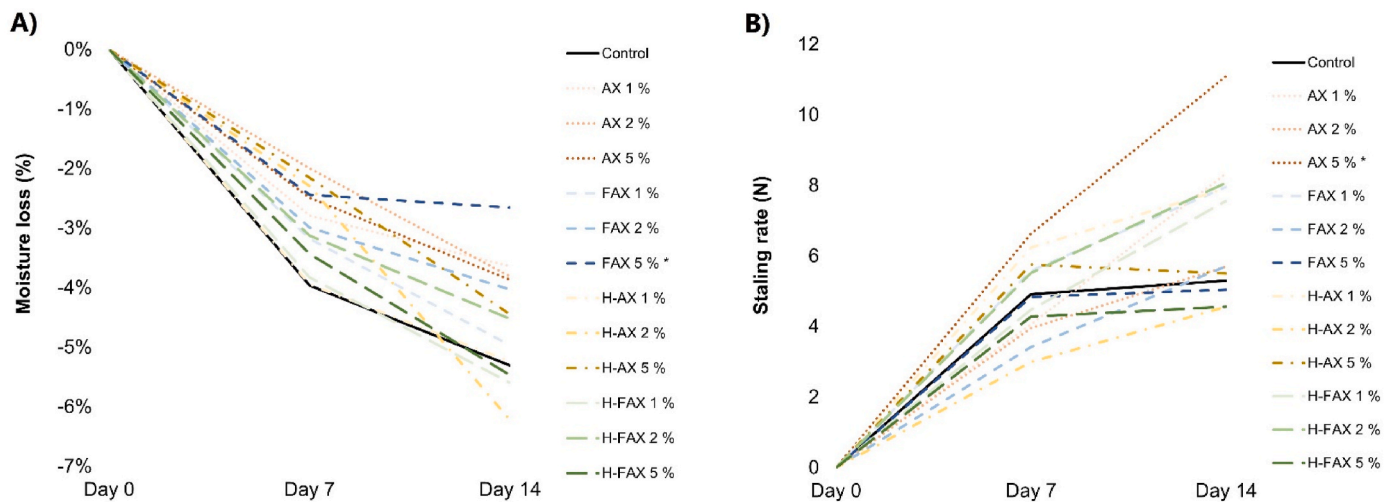 A)
Moisture loss (%)
0%
-1%
-2%
-3%
-4%
-5%
-6%
-7%
Day 0
Day 7
Day 14
Control
AX 1 %
AX 2 %
AX 5 %
FAX 1 %
FAX 2 %
FAX 5 % *
H-AX 1 %
H-AX 2 %
H-AX 5 %
H-FAX 1 %
H-FAX 2 %
H-FAX 5 %
B)
Staling rate (N)
12
10
8
6
4
2
0
Day 0
Day 7
Day 14
Control
AX 1 %
AX 2 %
AX 5 % *
FAX 1 %
FAX 2 %
FAX 5 %
H-AX 1 %
H-AX 2 %
H-AX 5 %
H-FAX 1 %
H-FAX 2 %
H-FAX 5 %